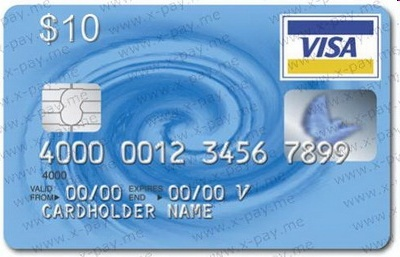 $10
VISA
4000 0012 3456 7899
4000
VALID FROM ▶ 00/00 EXPIRES END ▶ 00/00 V
CARDHOLDER NAME
www.x-pay.me